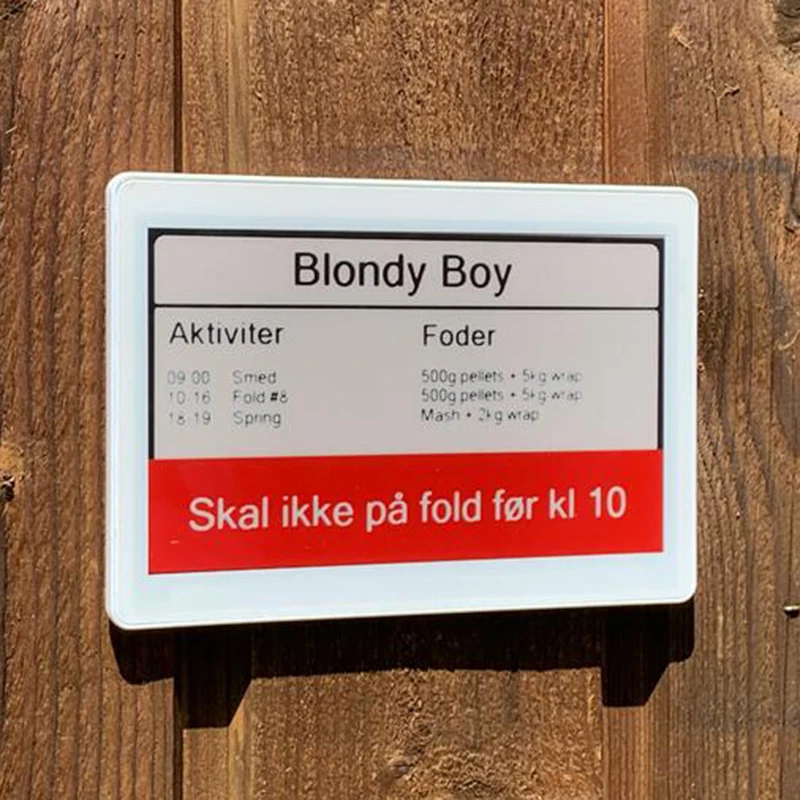 Blondy Boy
Aktiviter
09 00 Smed
10 16 Fold #8
18 19 Spring
Foder
500g pellets + 5kg wrap
500g pellets + 5kg wrap
Mash + 2kg wrap
Skal ikke på fold før kl 10